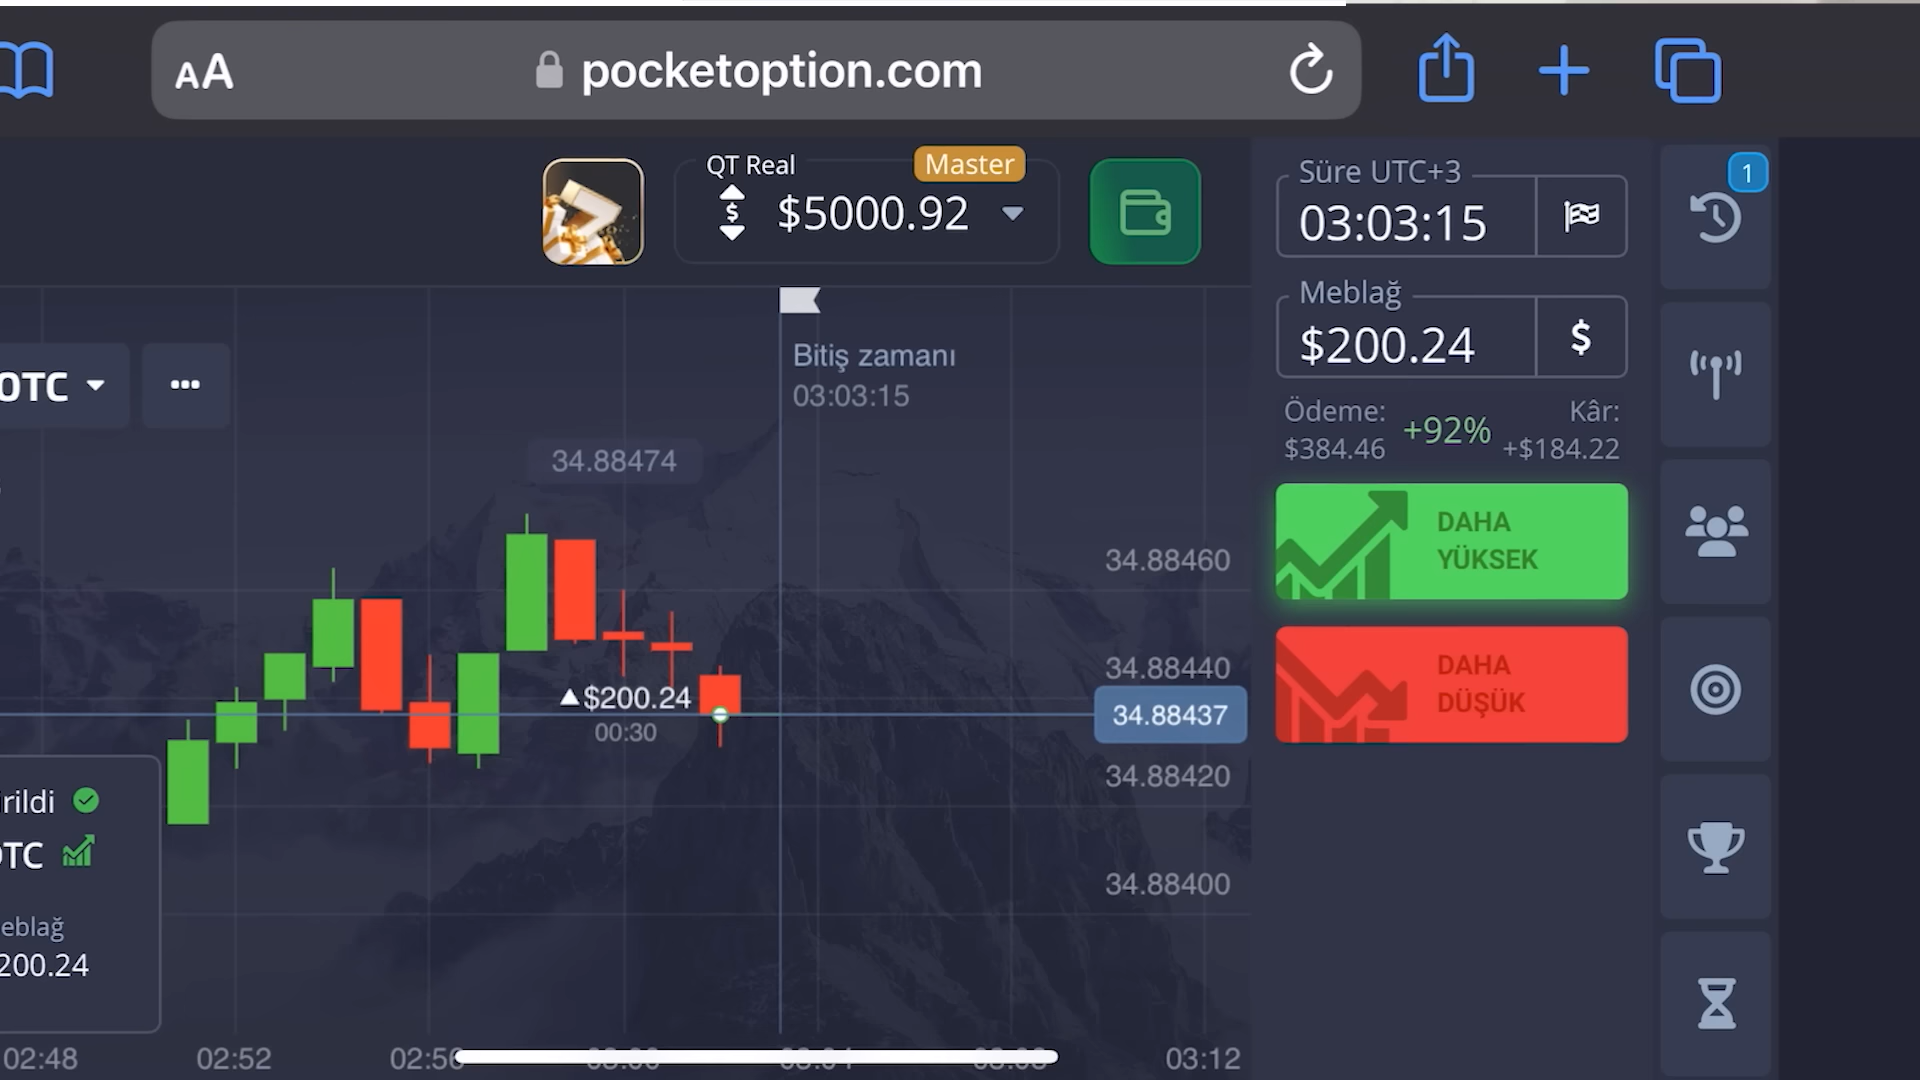 AA
pocketoption.com
QT Real
Master
$
$5000.92
Süre UTC+3
03:03:15
1
Meblağ
$200.24
$
Ödeme:
$384.46
+92%
Kâr:
+$184.22
DAHA
YÜKSEK
DAHA
DÜŞÜK
OTC
...
Bitiş zamanı
03:03:15
34.88474
34.88460
34.88440
34.88437
34.88420
34.88400
$200.24
00:30
rildi
OTC
eblağ
200.24
02:48
02:52
02:56
03:12